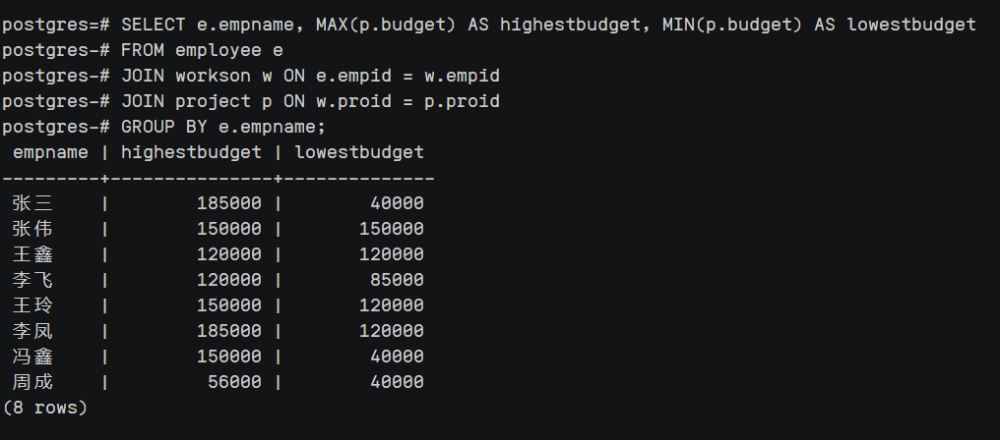 postgres=# SELECT e.empname, MAX(p.budget) AS highestbudget, MIN(p.budget) AS lowestbudget
postgres-# FROM employee e
postgres-# JOIN workson w ON e.empid = w.empid
postgres-# JOIN project p ON w.proid = p.proid
postgres-# GROUP BY e.empname;
 empname | highestbudget | lowestbudget
---------+---------------+--------------
 张三    |        185000 |        40000
 张伟    |        150000 |       150000
 王鑫    |        120000 |       120000
 李飞    |        120000 |        85000
 王玲    |        150000 |       120000
 李凤    |        185000 |       120000
 冯鑫    |        150000 |        40000
 周成    |         56000 |        40000
(8 rows)